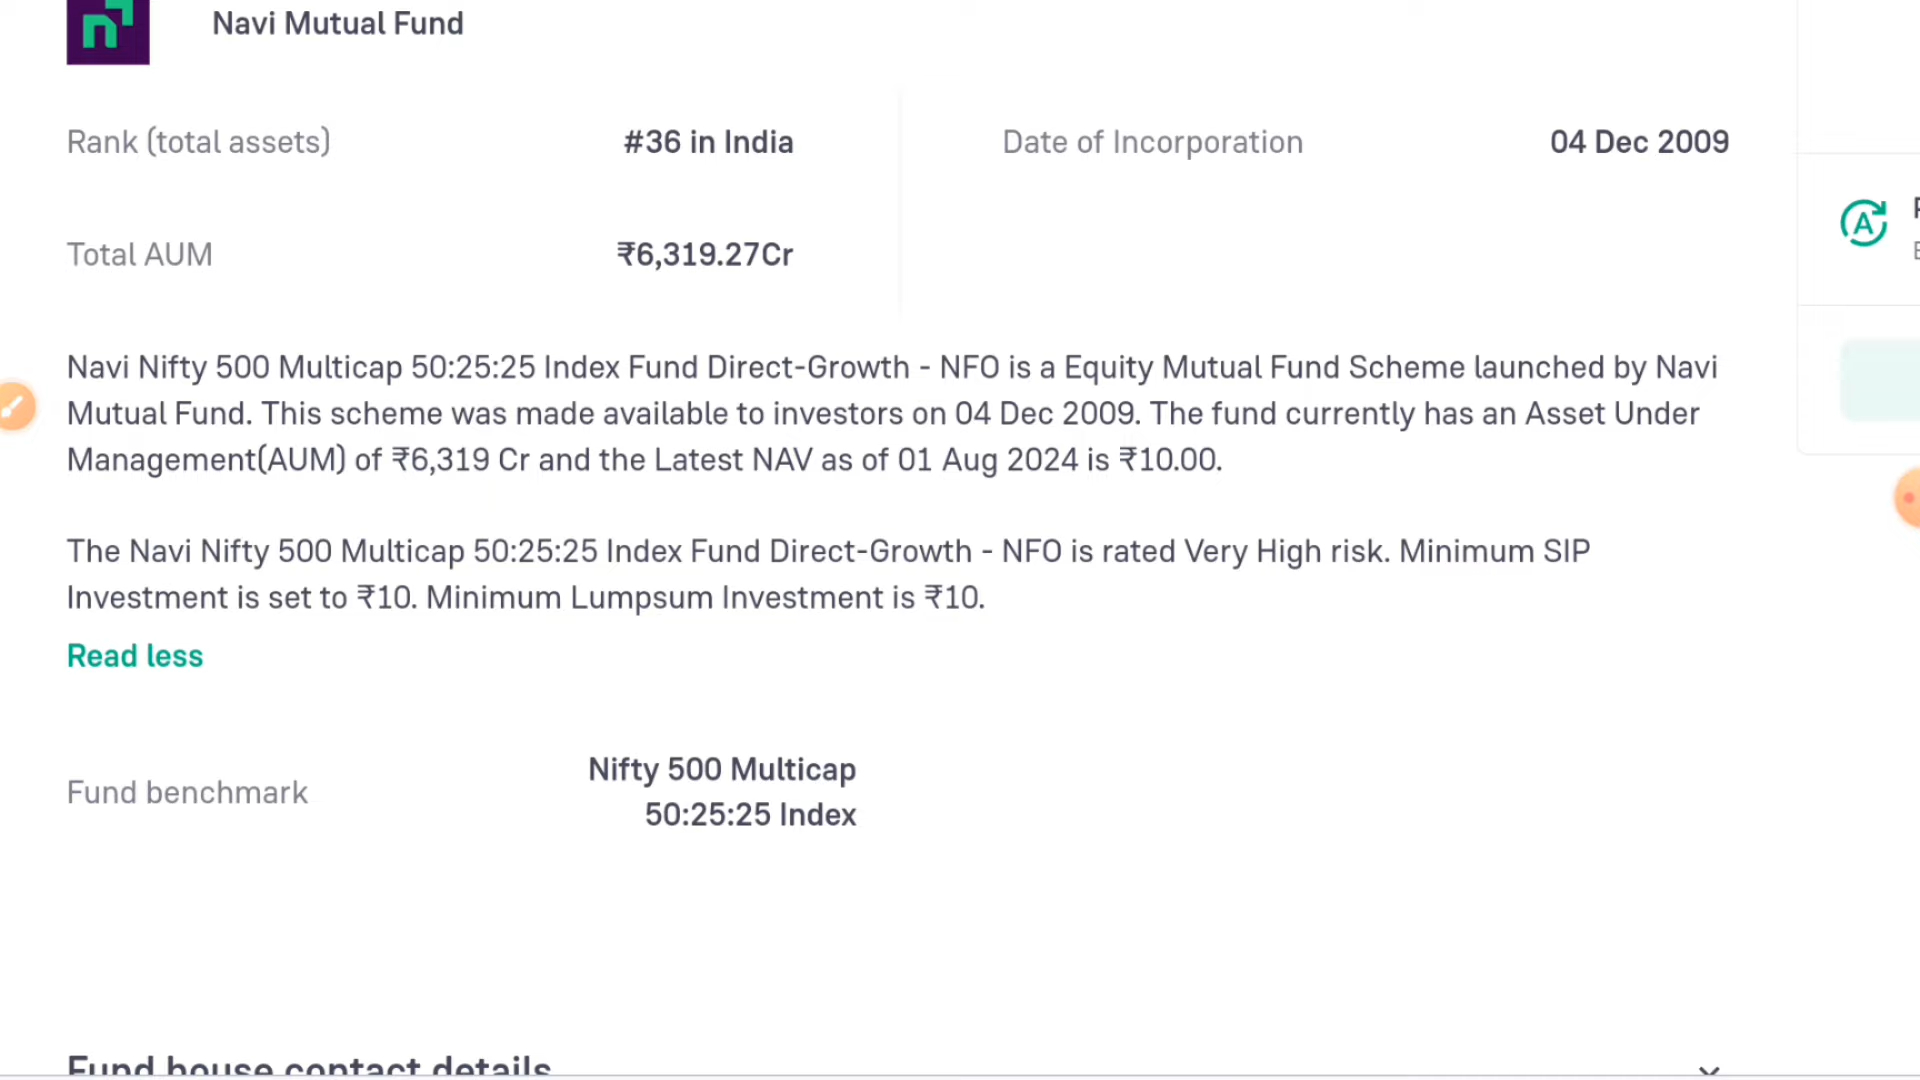 Navi Mutual Fund
Rank (total assets) #36 in India Date of Incorporation 04 Dec 2009
Total AUM ₹6,319.27Cr
Navi Nifty 500 Multicap 50:25:25 Index Fund Direct-Growth - NFO is a Equity Mutual Fund Scheme launched by Navi
Mutual Fund. This scheme was made available to investors on 04 Dec 2009. The fund currently has an Asset Under
Management(AUM) of ₹6,319 Cr and the Latest NAV as of 01 Aug 2024 is ₹10.00.
The Navi Nifty 500 Multicap 50:25:25 Index Fund Direct-Growth - NFO is rated Very High risk. Minimum SIP
Investment is set to ₹10. Minimum Lumpsum Investment is ₹10.
Read less
Fund benchmark Nifty 500 Multicap
50:25:25 Index
Fund house contact details